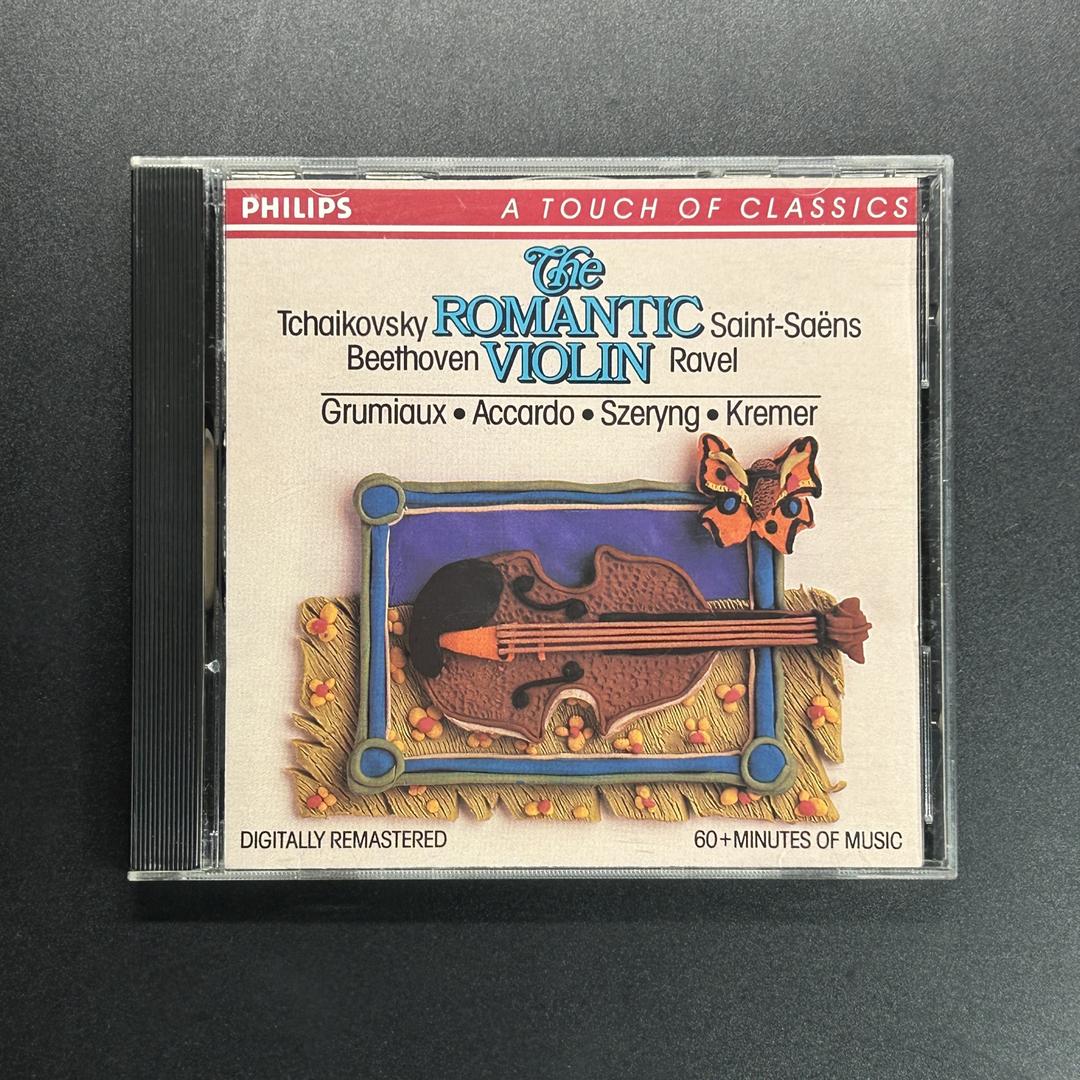 PHILIPS A TOUCH OF CLASSICS
The
Tchaikovsky ROMANTIC Saint-Saëns
Beethoven VIOLIN Ravel
Grumiaux • Accardo • Szeryng • Kremer
DIGITALLY REMASTERED 60+MINUTES OF MUSIC